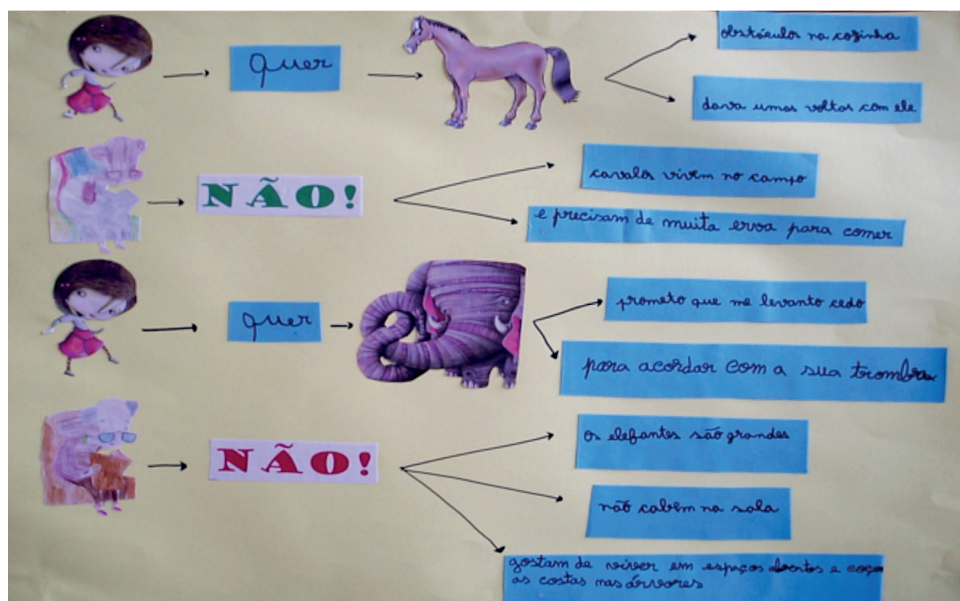 obstáculos na cozinha
quer
dava umas voltas com ele
NÃO!
cavalos vivem no campo
e precisam de muita erva para comer
quer
prometo que me levanto cedo
para acordar com a sua tromba
NÃO!
os elefantes são grandes
não cabem na sala
gostam de viver em espaços abertos e coçam
as costas nas árvores